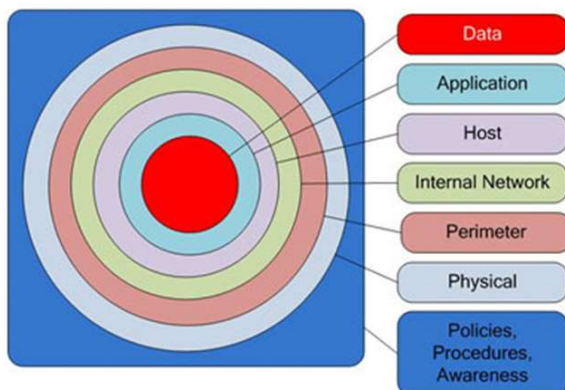 Data
Application
Host
Internal Network
Perimeter
Physical
Policies,
Procedures,
Awareness